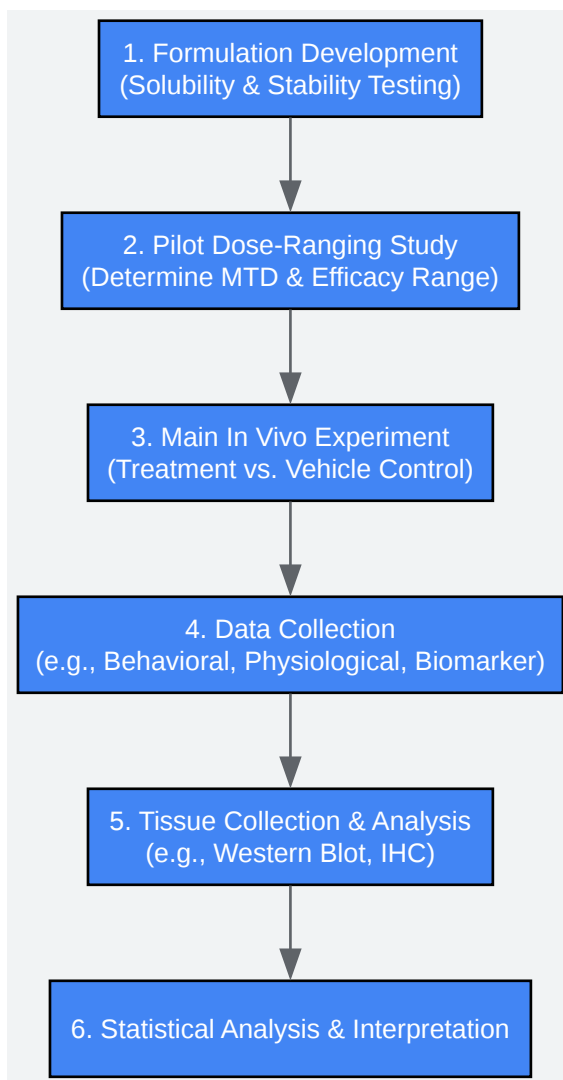 1. Formulation Development
(Solubility & Stability Testing)
2. Pilot Dose-Ranging Study
(Determine MTD & Efficacy Range)
3. Main In Vivo Experiment
(Treatment vs. Vehicle Control)
4. Data Collection
(e.g., Behavioral, Physiological, Biomarker)
5. Tissue Collection & Analysis
(e.g., Western Blot, IHC)
6. Statistical Analysis & Interpretation